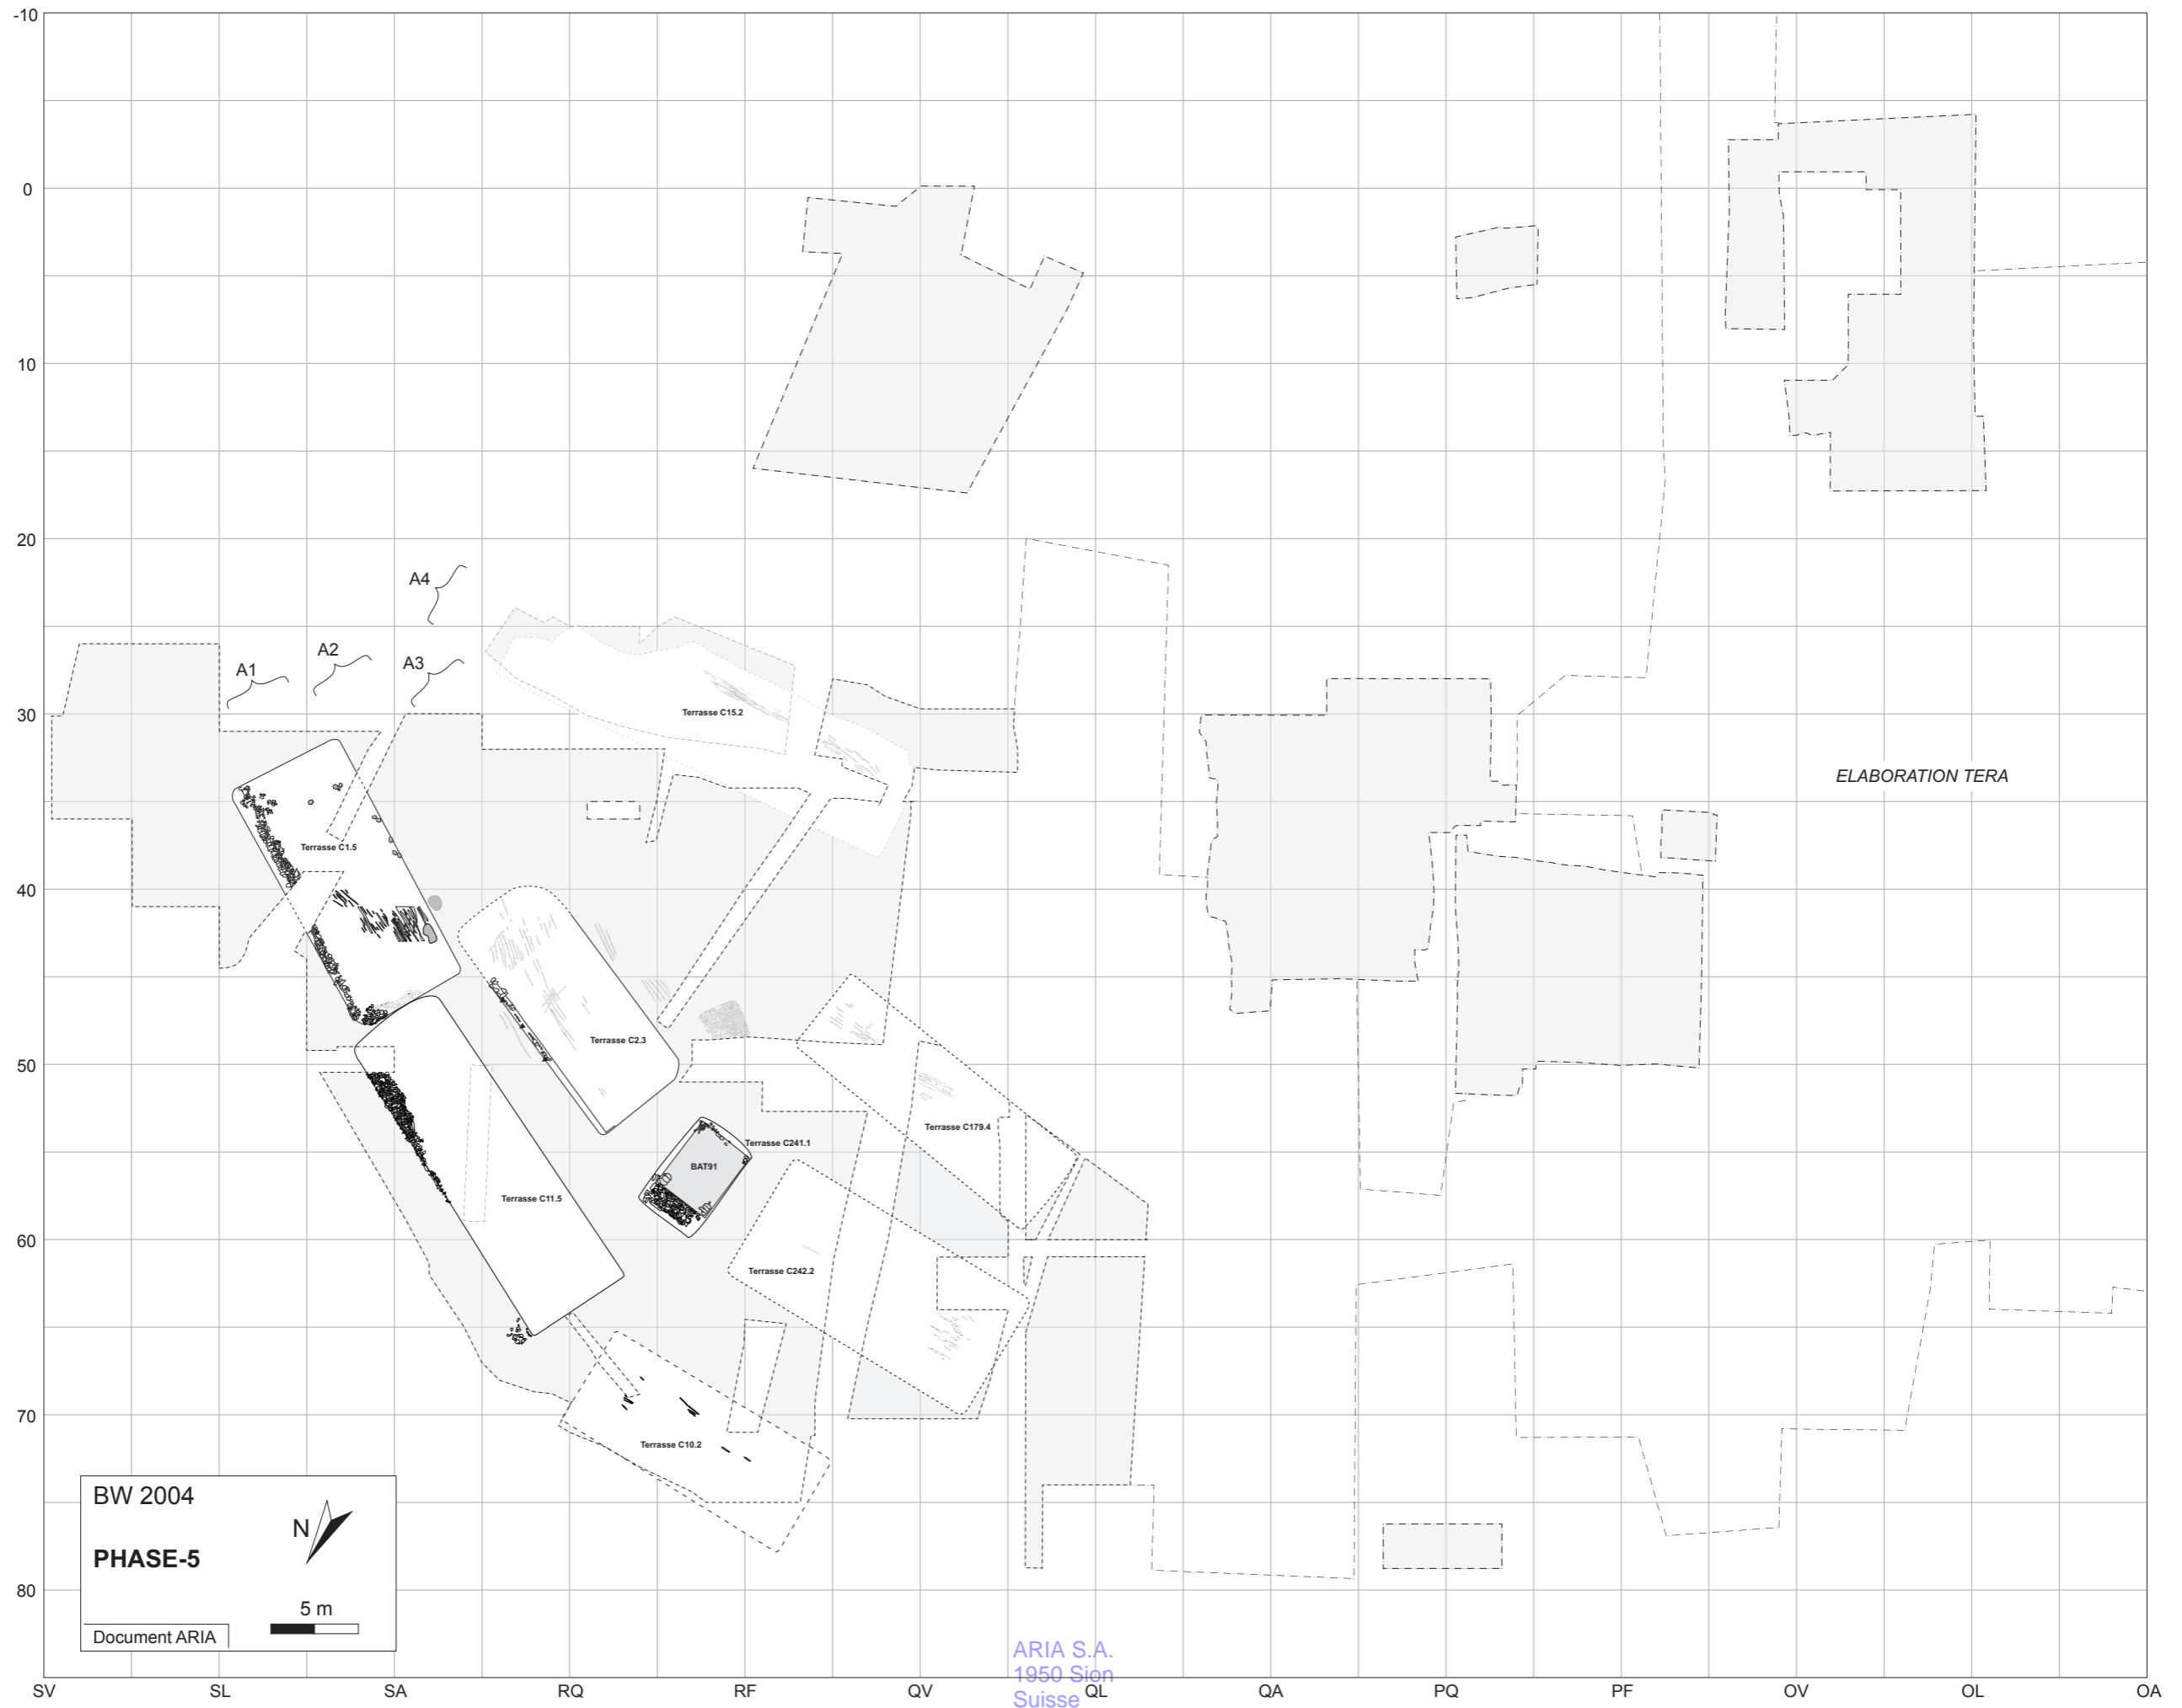 -10
0
10
20
A4
A2
A3
A1
Terrasse C15.2
30
ELABORATION TERA
Terrasse C1.5
40
Terrasse C2.3
50
Terrasse C179.4
Terrasse C241.1
BAT91
Terrasse C11.5
60
Terrasse C242.2
70
Terrasse C10.2
BW 2004
N
PHASE-5
80
5 m
Document ARIA
ARIA S.A.
1950 Sion
Suisse
SV SL SA RQ RF QV QL QA PQ PF OV OL OA